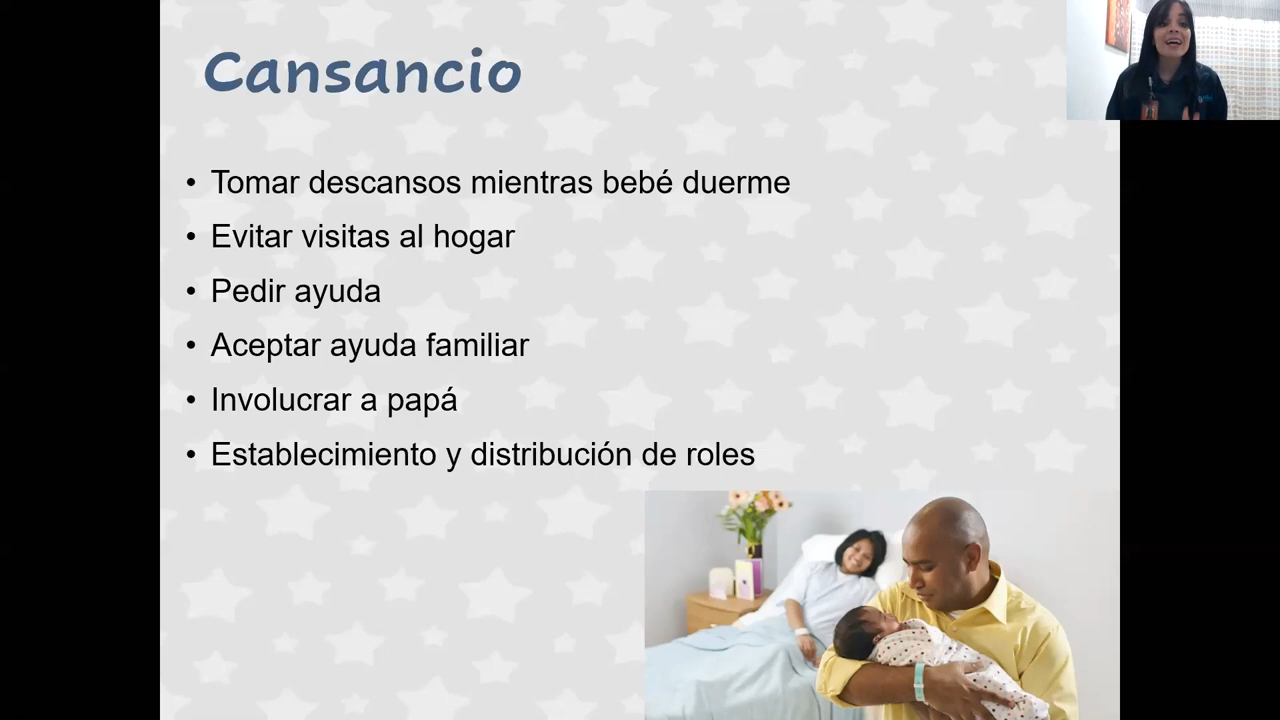 Cansancio
• Tomar descansos mientras bebé duerme
• Evitar visitas al hogar
• Pedir ayuda
• Aceptar ayuda familiar
• Involucrar a papá
• Establecimiento y distribución de roles